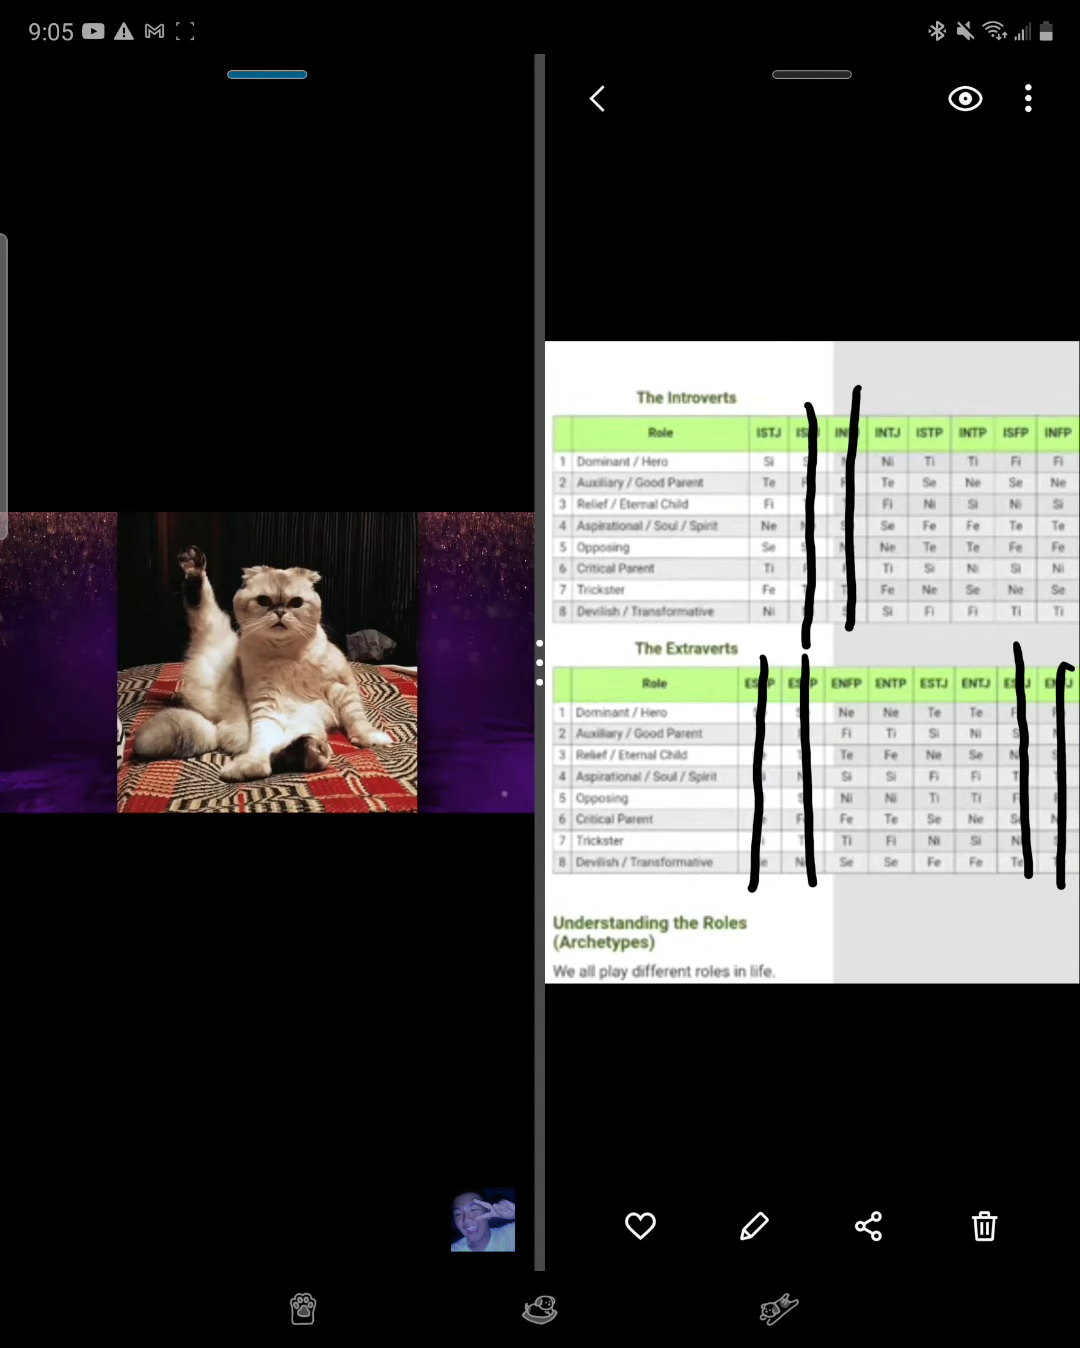 9:05
The Introverts
Role ISTJ INTJ ISTP INTP ISFP INFP
1 Dominant / Hero Si Ni Ti Ti Fi Fi
2 Auxiliary / Good Parent Te Te Se Ne Se Ne
3 Relief / Eternal Child Fi Fi Ni Si Ni Si
4 Aspirational / Soul / Spirit Ne Se Fe Fe Te Te
5 Opposing Se Ne Te Te Fe Fe
6 Critical Parent Ti Ti Si Ni Si Ni
7 Trickster Fe Fe Ne Se Ne Se
8 Devilish / Transformative Ni Si Fi Fi Ti Ti
The Extraverts
Role ENFP ENTP ESTJ ENTJ
1 Dominant / Hero Ne Ne Te Te
2 Auxiliary / Good Parent Fi Ti Si Ni
3 Relief / Eternal Child Te Fe Ne Se
4 Aspirational / Soul / Spirit Si Si Fi Fi
5 Opposing Ni Ni Ti Ti
6 Critical Parent Fe Te Se Ne
7 Trickster Ti Fi Ni Si
8 Devilish / Transformative Se Se Fe Fe Te
Understanding the Roles
(Archetypes)
We all play different roles in life.